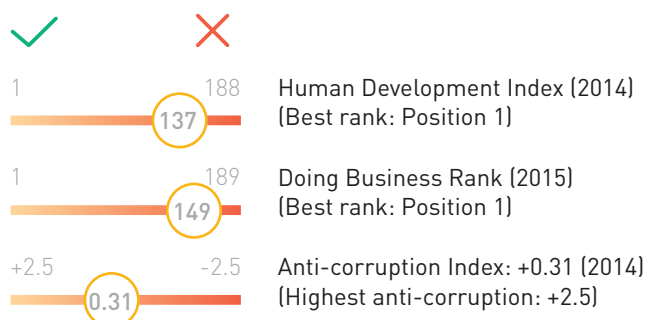 1 188
137
Human Development Index (2014)
(Best rank: Position 1)
1 189
149
Doing Business Rank (2015)
(Best rank: Position 1)
+2.5 -2.5
0.31
Anti-corruption Index: +0.31 (2014)
(Highest anti-corruption: +2.5)